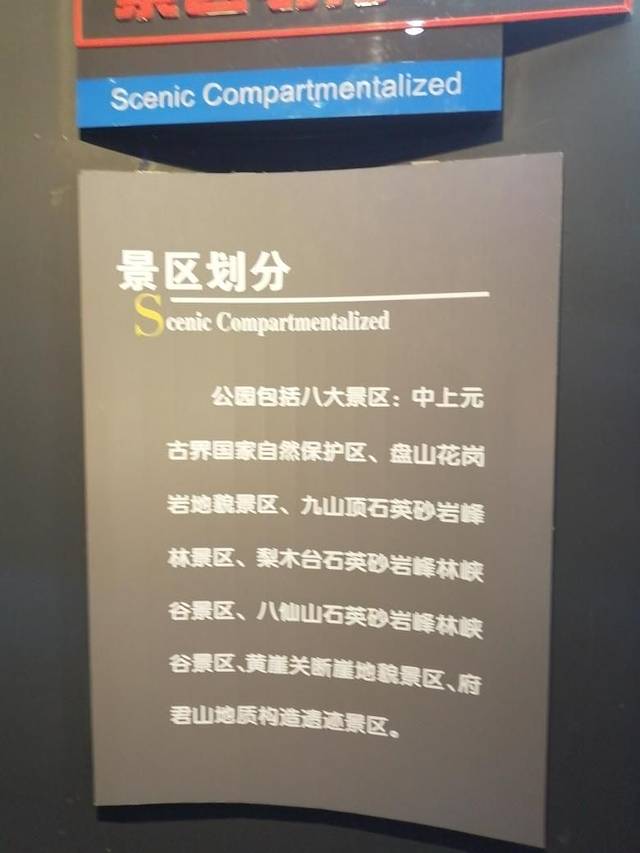 Scenic Compartmentalized
景区划分
Scenic Compartmentalized
公园包括八大景区：中上元
古界国家自然保护区、盘山花岗
岩地貌景区、九山顶石英砂岩峰
林景区、梨木台石英砂岩峰林峡
谷景区、八仙山石英砂岩峰林峡
谷景区、黄崖关断崖地貌景区、府
君山地质构造遗迹景区。